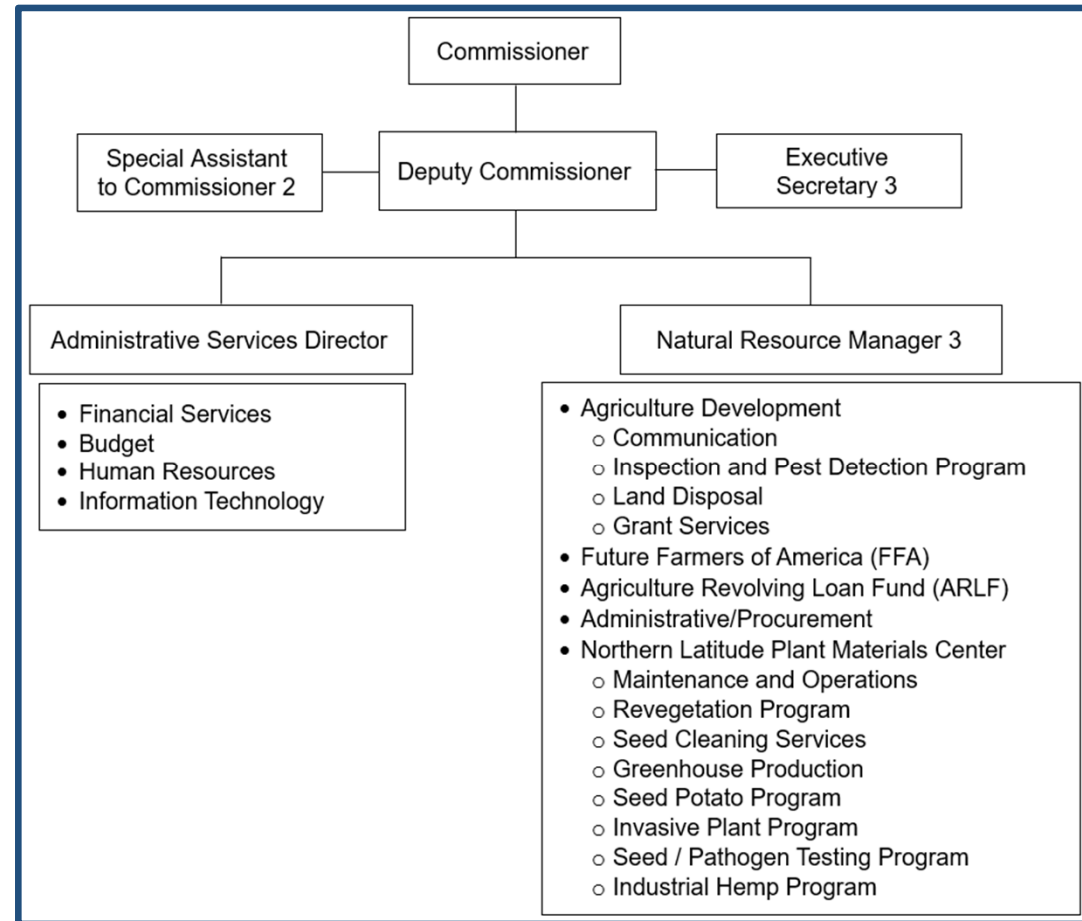 Commissioner
Special Assistant
to Commissioner 2
Deputy Commissioner
Executive
Secretary 3
Administrative Services Director
• Financial Services
• Budget
• Human Resources
• Information Technology
Natural Resource Manager 3
• Agriculture Development
o Communication
o Inspection and Pest Detection Program
o Land Disposal
o Grant Services
• Future Farmers of America (FFA)
• Agriculture Revolving Loan Fund (ARLF)
• Administrative/Procurement
• Northern Latitude Plant Materials Center
o Maintenance and Operations
o Revegetation Program
o Seed Cleaning Services
o Greenhouse Production
o Seed Potato Program
o Invasive Plant Program
o Seed / Pathogen Testing Program
o Industrial Hemp Program